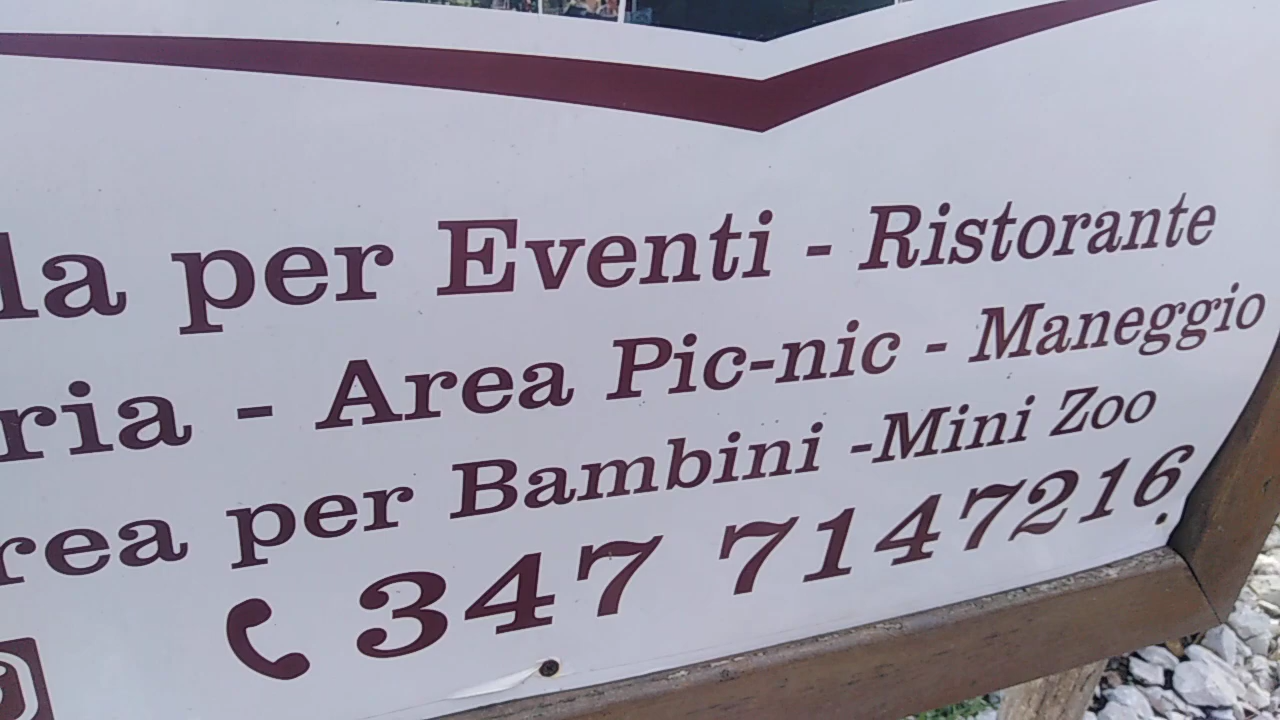 la per Eventi - Ristorante
ria - Area Pic-nic - Maneggio
rea per Bambini -Mini Zoo
347 7147216